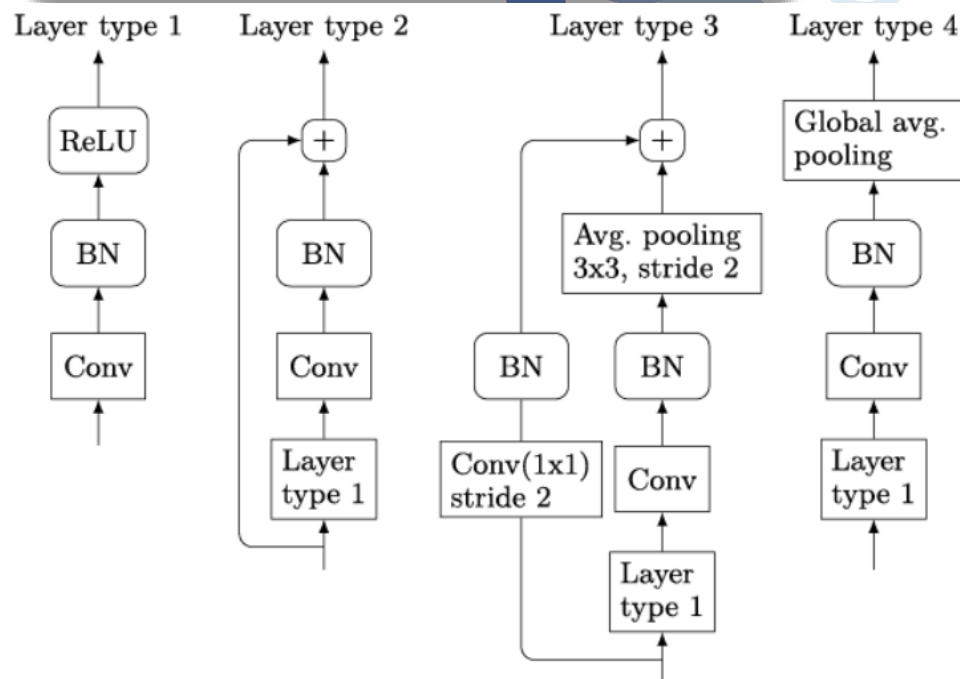 Layer type 1
ReLU
BN
Conv
Layer type 2
+
BN
Conv
Layer
type 1
Layer type 3
+
Avg. pooling
3x3, stride 2
BN
BN
Conv(1x1)
stride 2
Conv
Layer
type 1
Layer type 4
Global avg.
pooling
BN
Conv
Layer
type 1